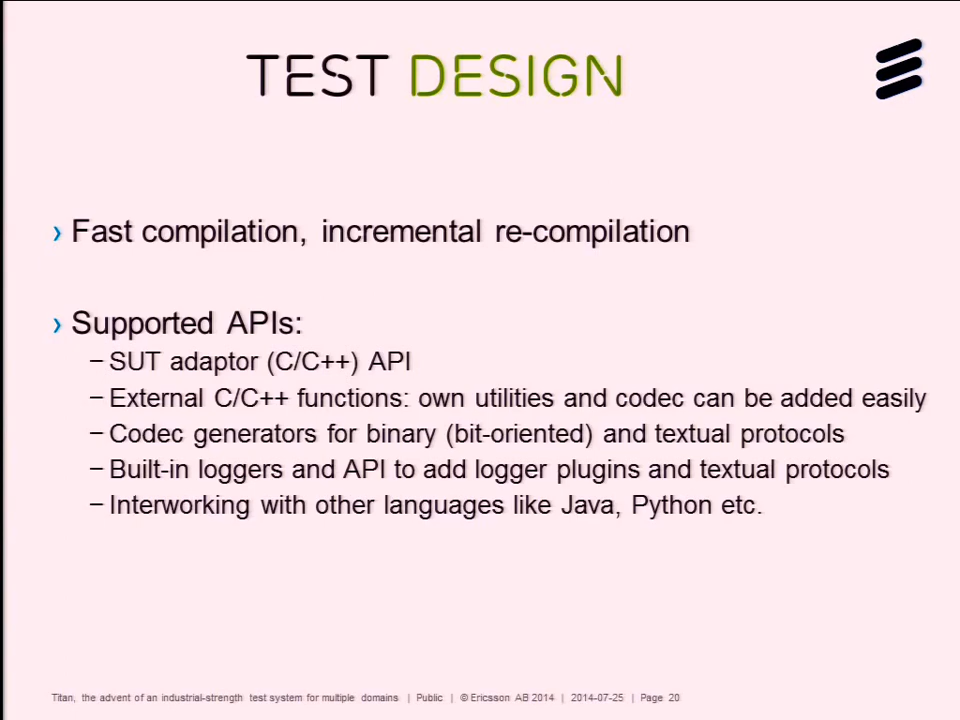 TEST DESIGN
› Fast compilation, incremental re-compilation
› Supported APIs:
– SUT adaptor (C/C++) API
– External C/C++ functions: own utilities and codec can be added easily
– Codec generators for binary (bit-oriented) and textual protocols
– Built-in loggers and API to add logger plugins and textual protocols
– Interworking with other languages like Java, Python etc.
Titan, the advent of an industrial-strength test system for multiple domains | Public | © Ericsson AB 2014 | 2014-07-25 | Page 20